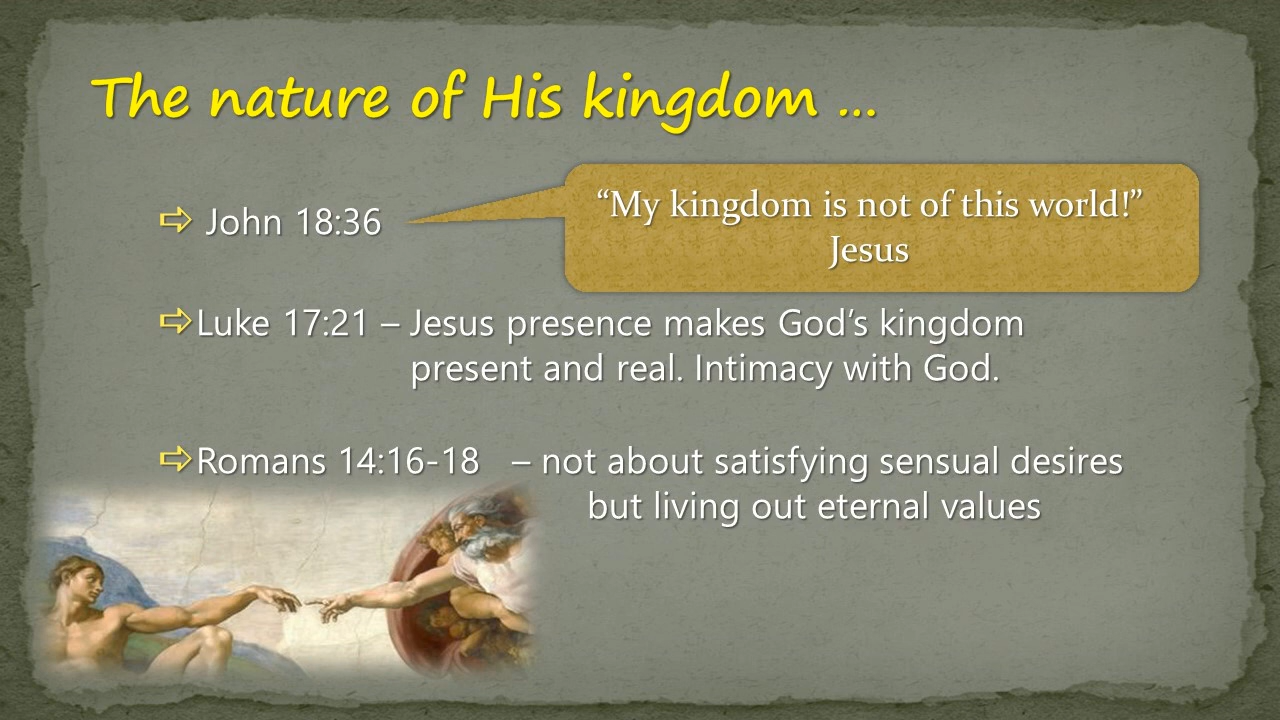 The nature of His kingdom ...
John 18:36
“My kingdom is not of this world!”
Jesus
Luke 17:21 – Jesus presence makes God’s kingdom
present and real. Intimacy with God.
Romans 14:16-18 – not about satisfying sensual desires
but living out eternal values